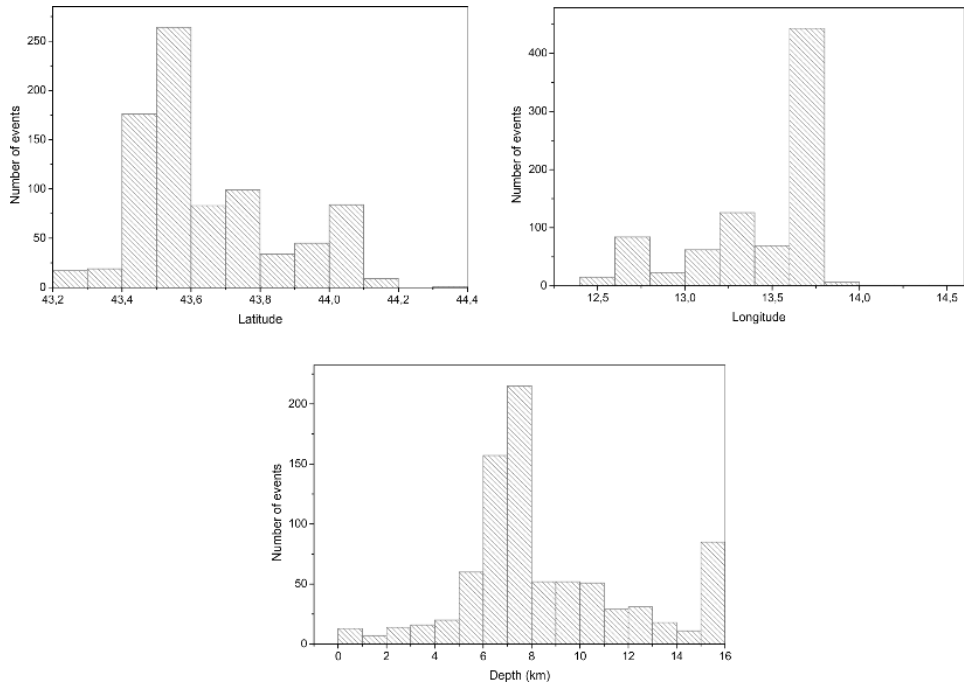 250
200
150
100
50
0
Number of events
43,2 43,4 43,6 43,8 44,0 44,2 44,4
Latitude
400
300
200
100
0
Number of events
12,5 13,0 13,5 14,0 14,5
Longitude
200
150
100
50
0
Number of events
0 2 4 6 8 10 12 14 16
Depth (km)